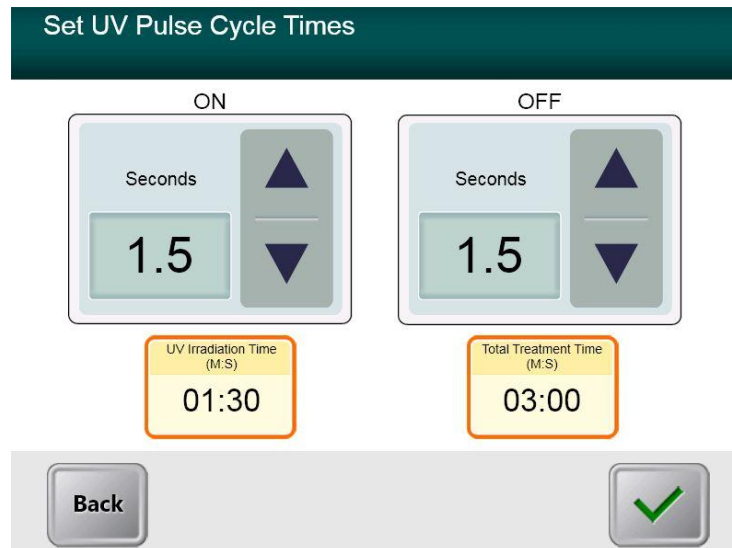 Set UV Pulse Cycle Times
ON
OFF
Seconds
1.5
Seconds
1.5
UV Irradiation Time
(M:S)
01:30
Total Treatment Time
(M:S)
03:00
Back